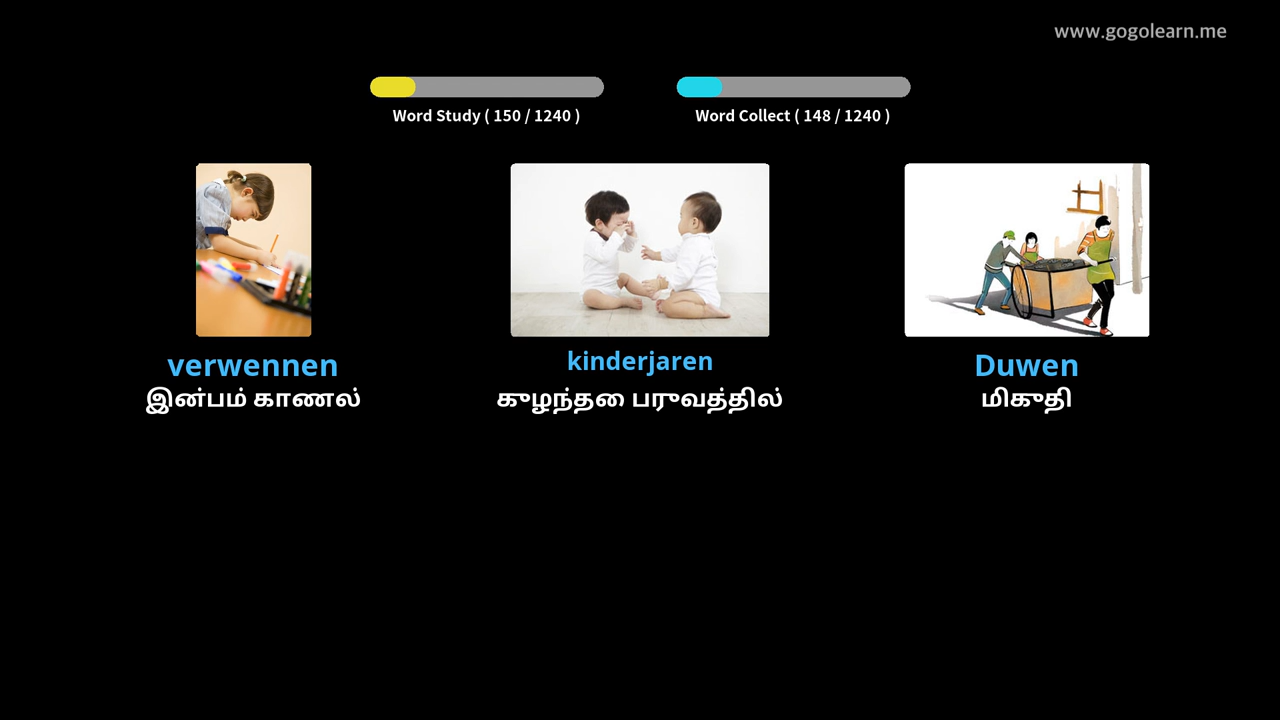 www.gogolearn.me
Word Study ( 150 / 1240 )
Word Collect ( 148 / 1240 )
verwennen
இன்பம் காணல்
kinderjaren
குழந்தை பருவத்தில்
Duwen
மிகுதி